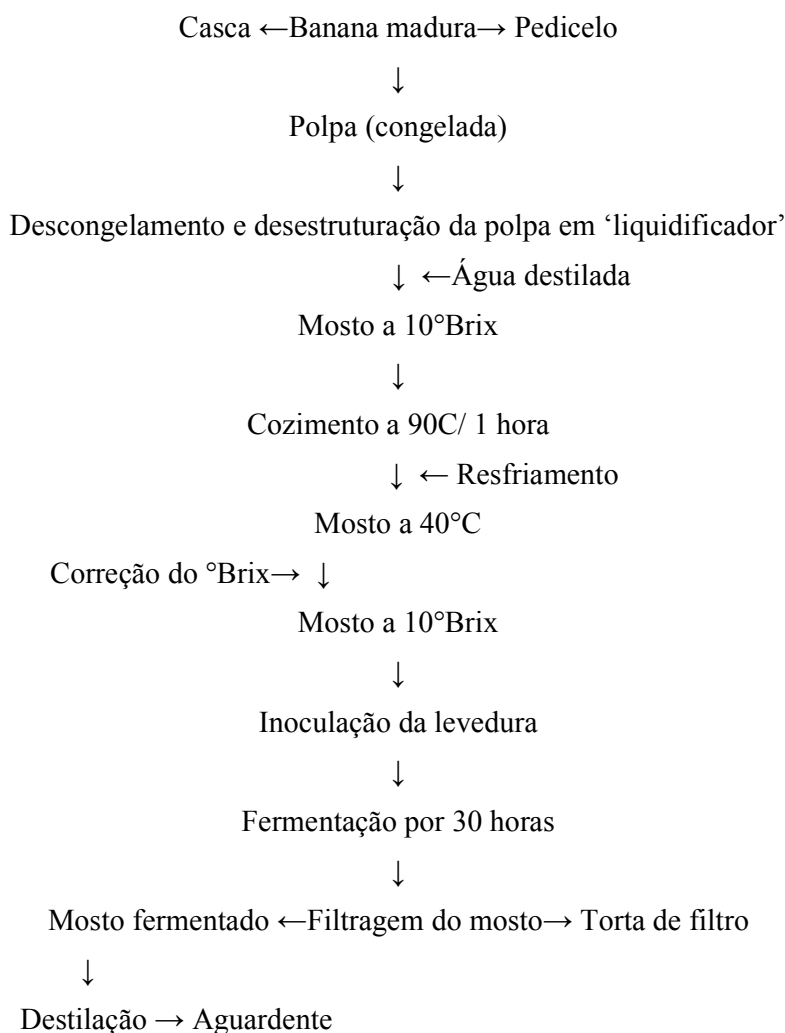 Casca ←Banana madura→ Pedicelo
↓
Polpa (congelada)
↓
Descongelamento e desestruturação da polpa em ‘liquidificador’
↓ ←Água destilada
Mosto a 10°Brix
↓
Cozimento a 90C/ 1 hora
↓ ← Resfriamento
Mosto a 40°C
Correção do °Brix→ ↓
Mosto a 10°Brix
↓
Inoculação da levedura
↓
Fermentação por 30 horas
↓
Mosto fermentado ←Filtragem do mosto→ Torta de filtro
↓
Destilação → Aguardente